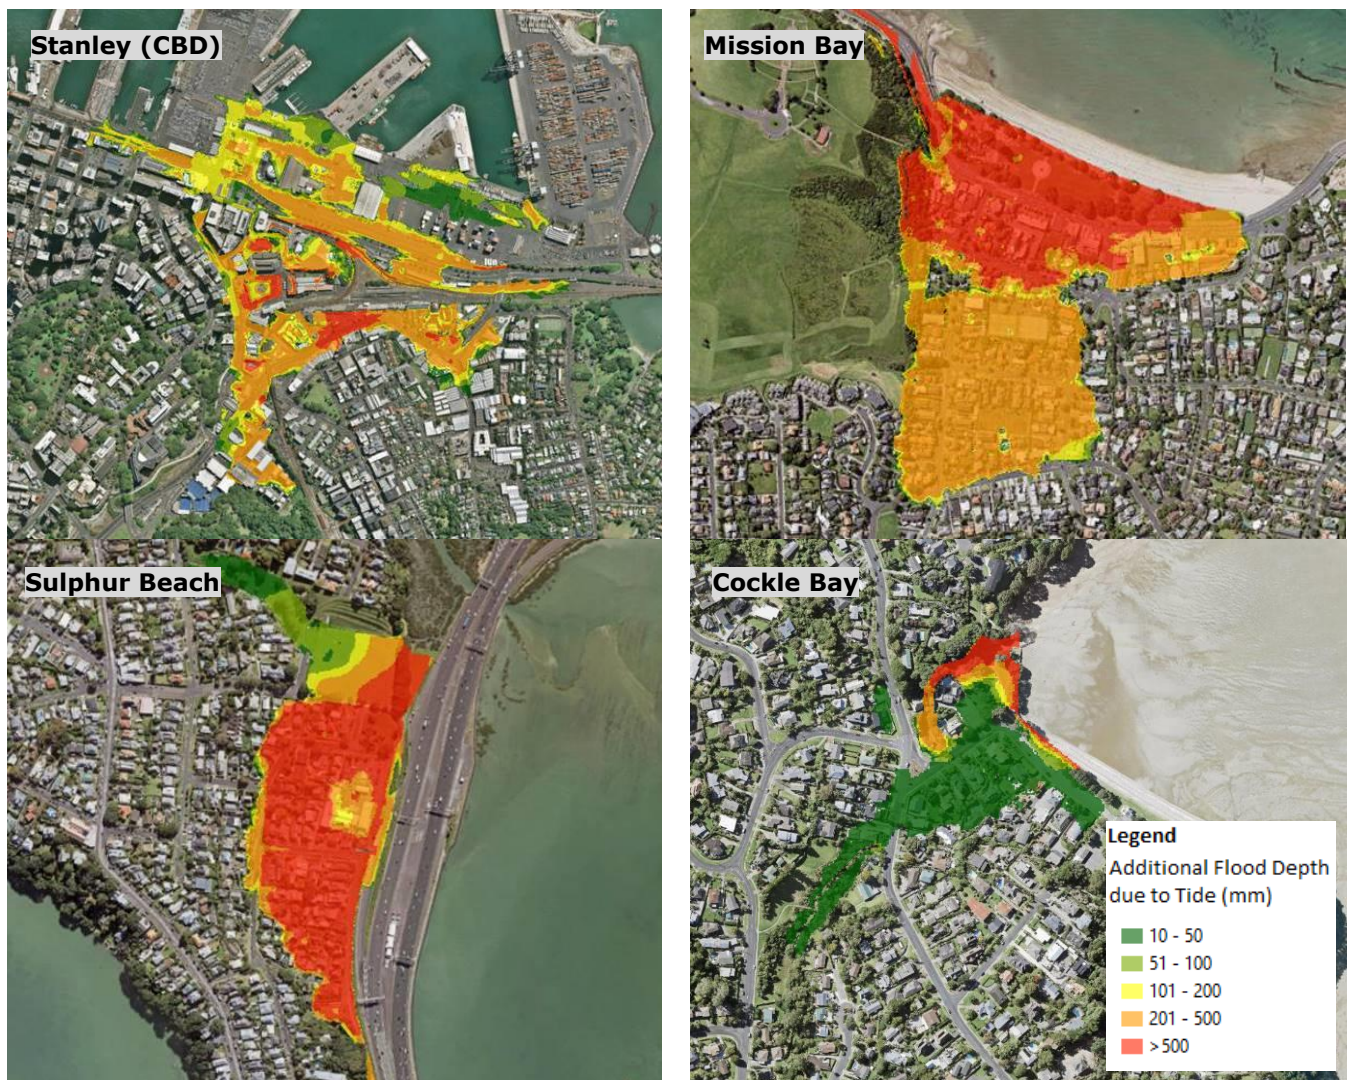 Stanley (CBD)
Mission Bay
Sulphur Beach
Cockle Bay
Legend
Additional Flood Depth
due to Tide (mm)
10 - 50
51 - 100
101 - 200
201 - 500
>500